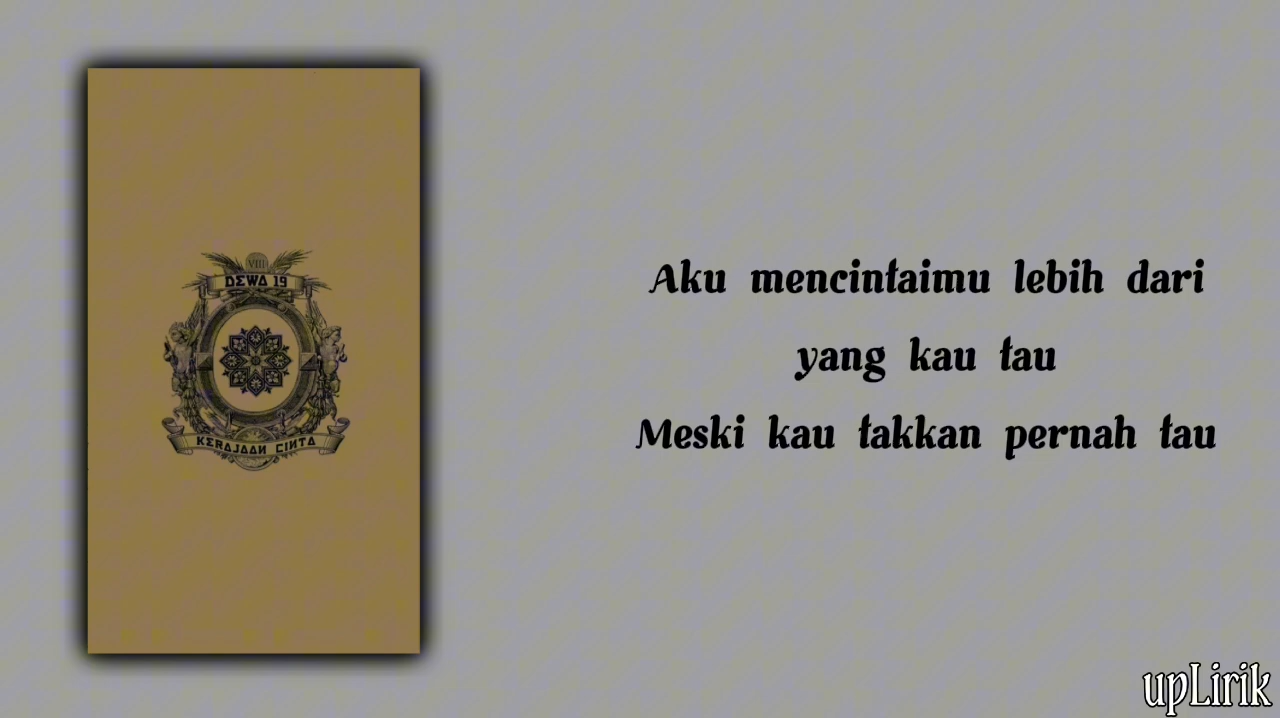 VIII
DEWA 19
KERAJAAN CINTA
Aku mencintaimu lebih dari
yang kau tau
Meski kau takkan pernah tau
upLirik